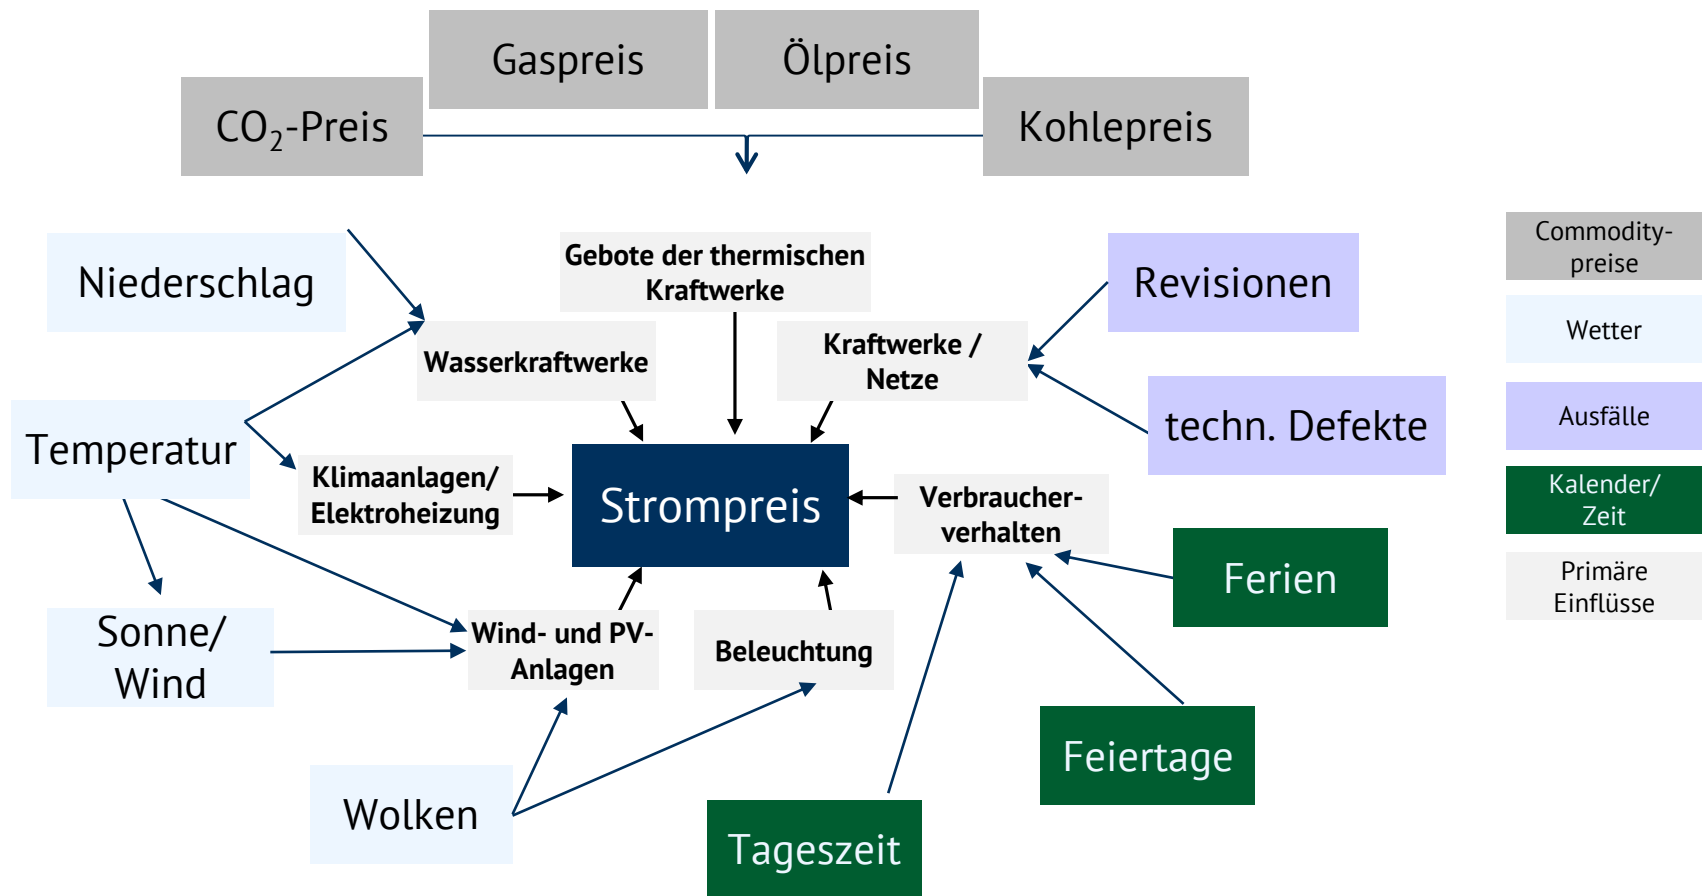 Gaspreis
Ölpreis
CO₂-Preis
Kohlepreis
Niederschlag
Gebote der thermischen
Kraftwerke
Revisionen
Commodity-
preise
Wetter
Wasserkraftwerke
Kraftwerke /
Netze
Temperatur
techn. Defekte
Ausfälle
Klimaanlagen/
Elektroheizung
Strompreis
Verbraucher-
verhalten
Kalender/
Zeit
Ferien
Primäre
Einflüsse
Sonne/
Wind
Wind- und PV-
Anlagen
Beleuchtung
Feiertage
Wolken
Tageszeit